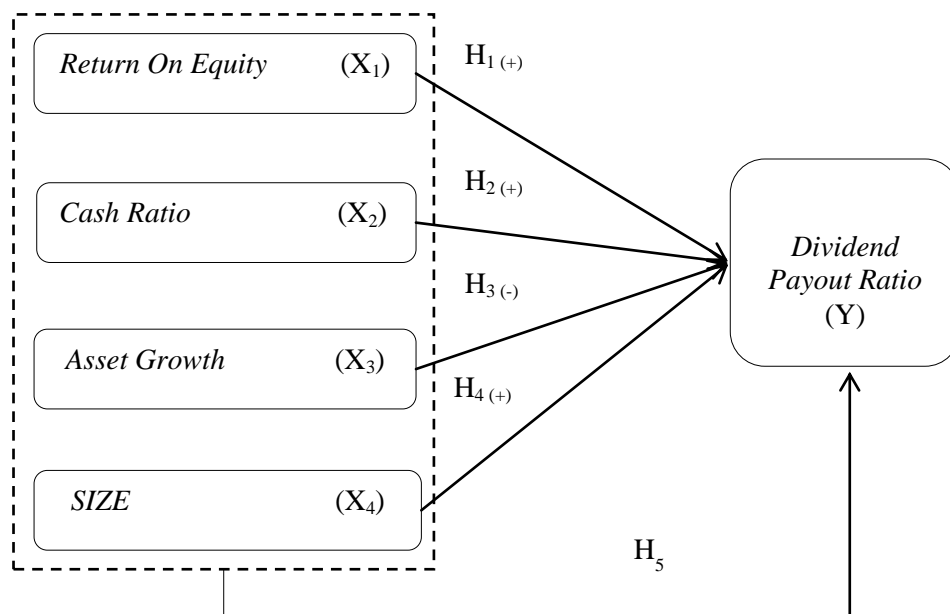 Return On Equity (X1)
H1 (+)
Cash Ratio (X2)
H2 (+)
Dividend
Payout Ratio
(Y)
H3 (-)
Asset Growth (X3)
H4 (+)
SIZE (X4)
H5